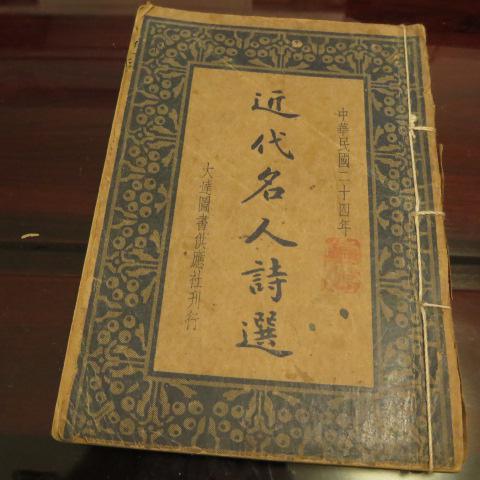 中華民國二十四年
近代名人詩選
大達圖書供應社刊行